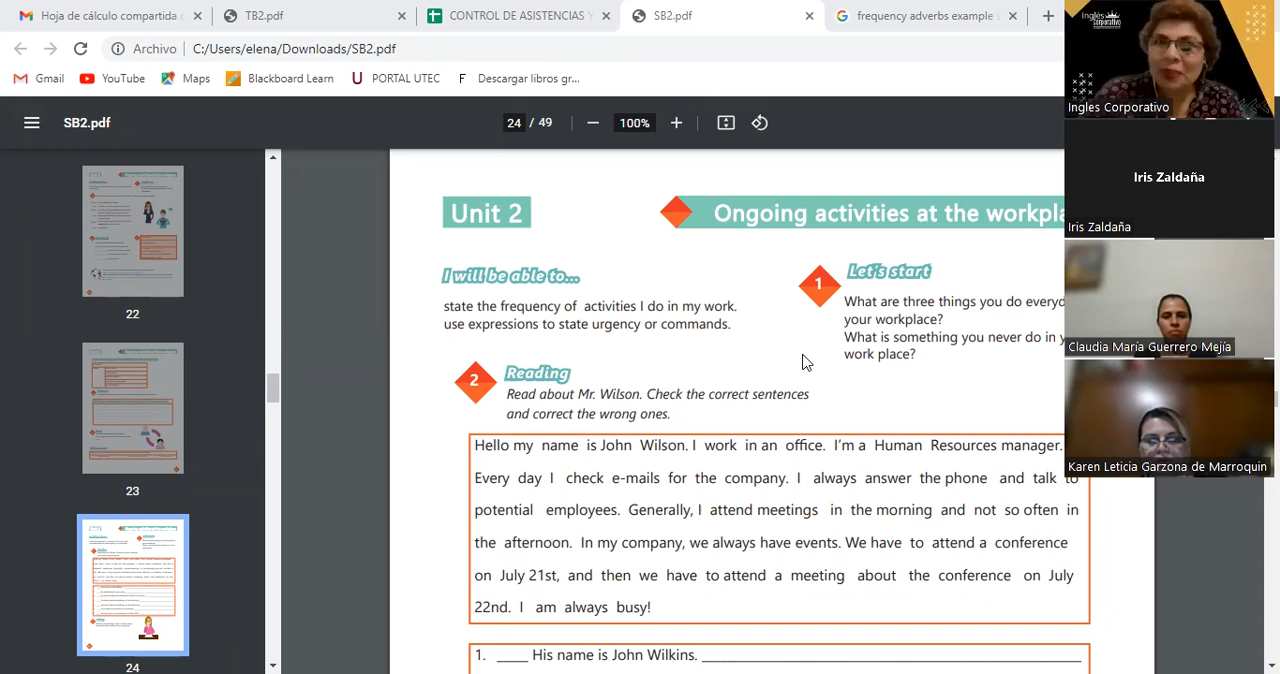 Hoja de cálculo compartida
TB2.pdf
CONTROL DE ASISTENCIAS Y
SB2.pdf
frequency adverbs example s
Archivo
C:/Users/elena/Downloads/SB2.pdf
Gmail
YouTube
Maps
Blackboard Learn
PORTAL UTEC
Descargar libros gr...
SB2.pdf
24 / 49
100%
22
23
24
Unit 2
Ongoing activities at the workpla
I will be able to...
state the frequency of activities I do in my work.
use expressions to state urgency or commands.
1
Let's start
What are three things you do everyd
your workplace?
What is something you never do in y
work place?
2
Reading
Read about Mr. Wilson. Check the correct sentences
and correct the wrong ones.
Hello my name is John Wilson. I work in an office. I'm a Human Resources manager.
Every day I check e-mails for the company. I always answer the phone and talk to
potential employees. Generally, I attend meetings in the morning and not so often in
the afternoon. In my company, we always have events. We have to attend a conference
on July 21st, and then we have to attend a meeting about the conference on July
22nd. I am always busy!
1. ____ His name is John Wilkins. ____
Inglés
Corporativo
Ingles Corporativo
Iris Zaldaña
Iris Zaldaña
Claudia María Guerrero Mejía
Karen Leticia Garzona de Marroquin